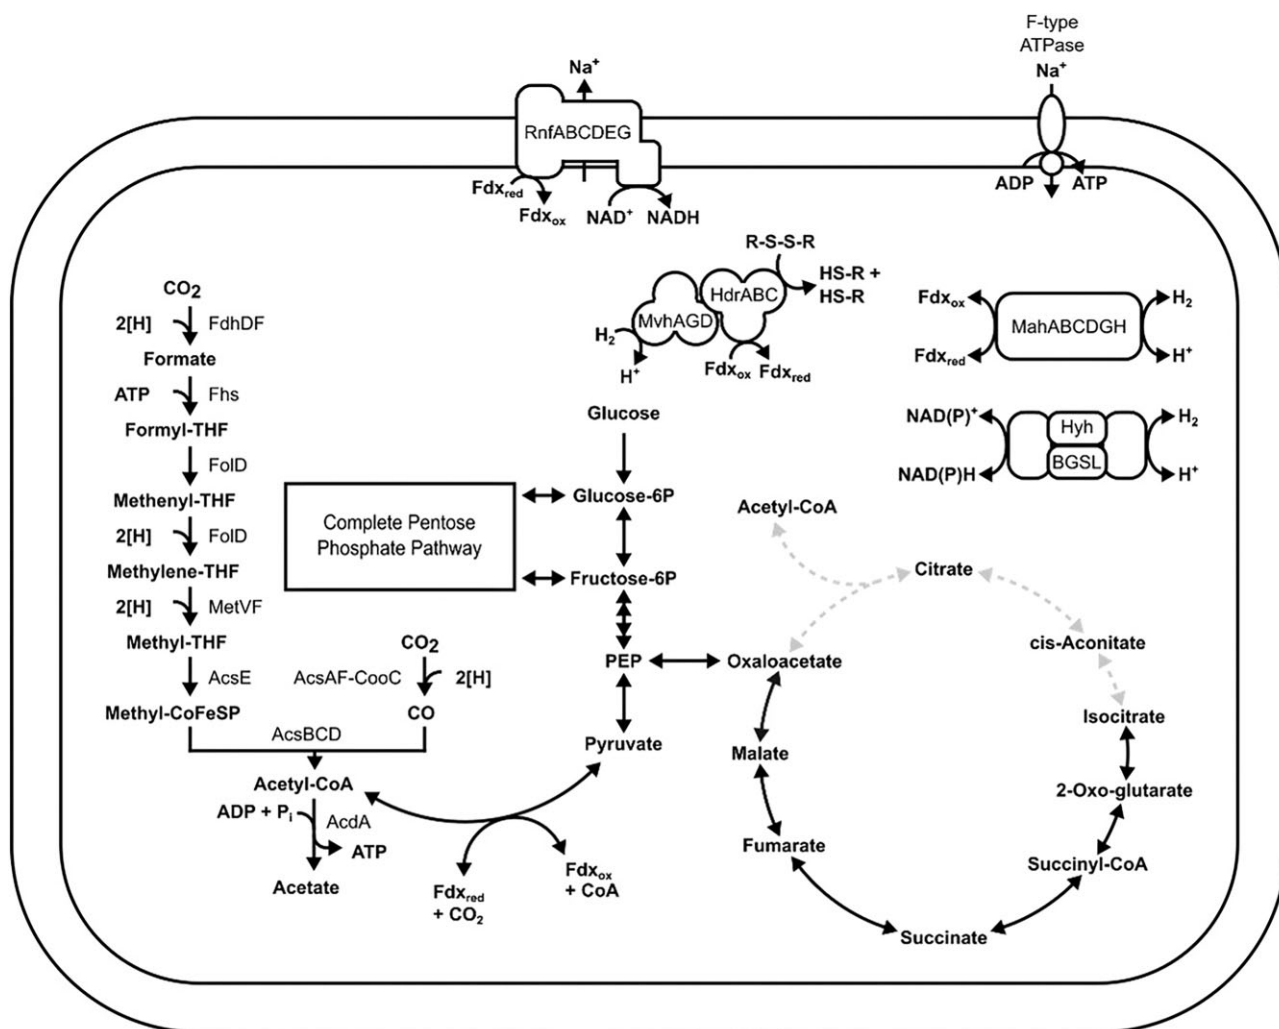 F-type
ATPase
Na+
Na+
RnfABCDEG
Fdxred
Fdxox
NAD+
NADH
ADP
ATP
R-S-S-R
HS-R +
HS-R
HdrABC
MvhAGD
H2
H+
Fdxox
Fdxred
Fdxox
Fdxred
MahABCDGH
H2
H+
NAD(P)+
NAD(P)H
Hyh
BGSL
H2
H+
CO2
2[H]
FdhDF
Formate
ATP
Fhs
Formyl-THF
FolD
Methenyl-THF
2[H]
FolD
Methylene-THF
2[H]
MetVF
Methyl-THF
AcsE
Methyl-CoFeSP
CO2
AcsAF-CooC
2[H]
CO
AcsBCD
Acetyl-CoA
ADP + Pi
AcdA
ATP
Acetate
Complete Pentose
Phosphate Pathway
Glucose
Glucose-6P
Fructose-6P
PEP
Pyruvate
Fdxred
+ CO2
Fdxox
+ CoA
Acetyl-CoA
Citrate
cis-Aconitate
Isocitrate
2-Oxo-glutarate
Succinyl-CoA
Succinate
Fumarate
Malate
Oxaloacetate